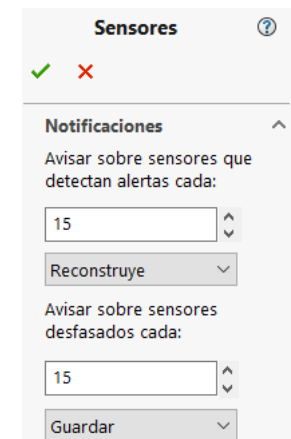 Sensores
Notificaciones
Avisar sobre sensores que
detectan alertas cada:
15
Reconstruye
Avisar sobre sensores
desfasados cada:
15
Guardar